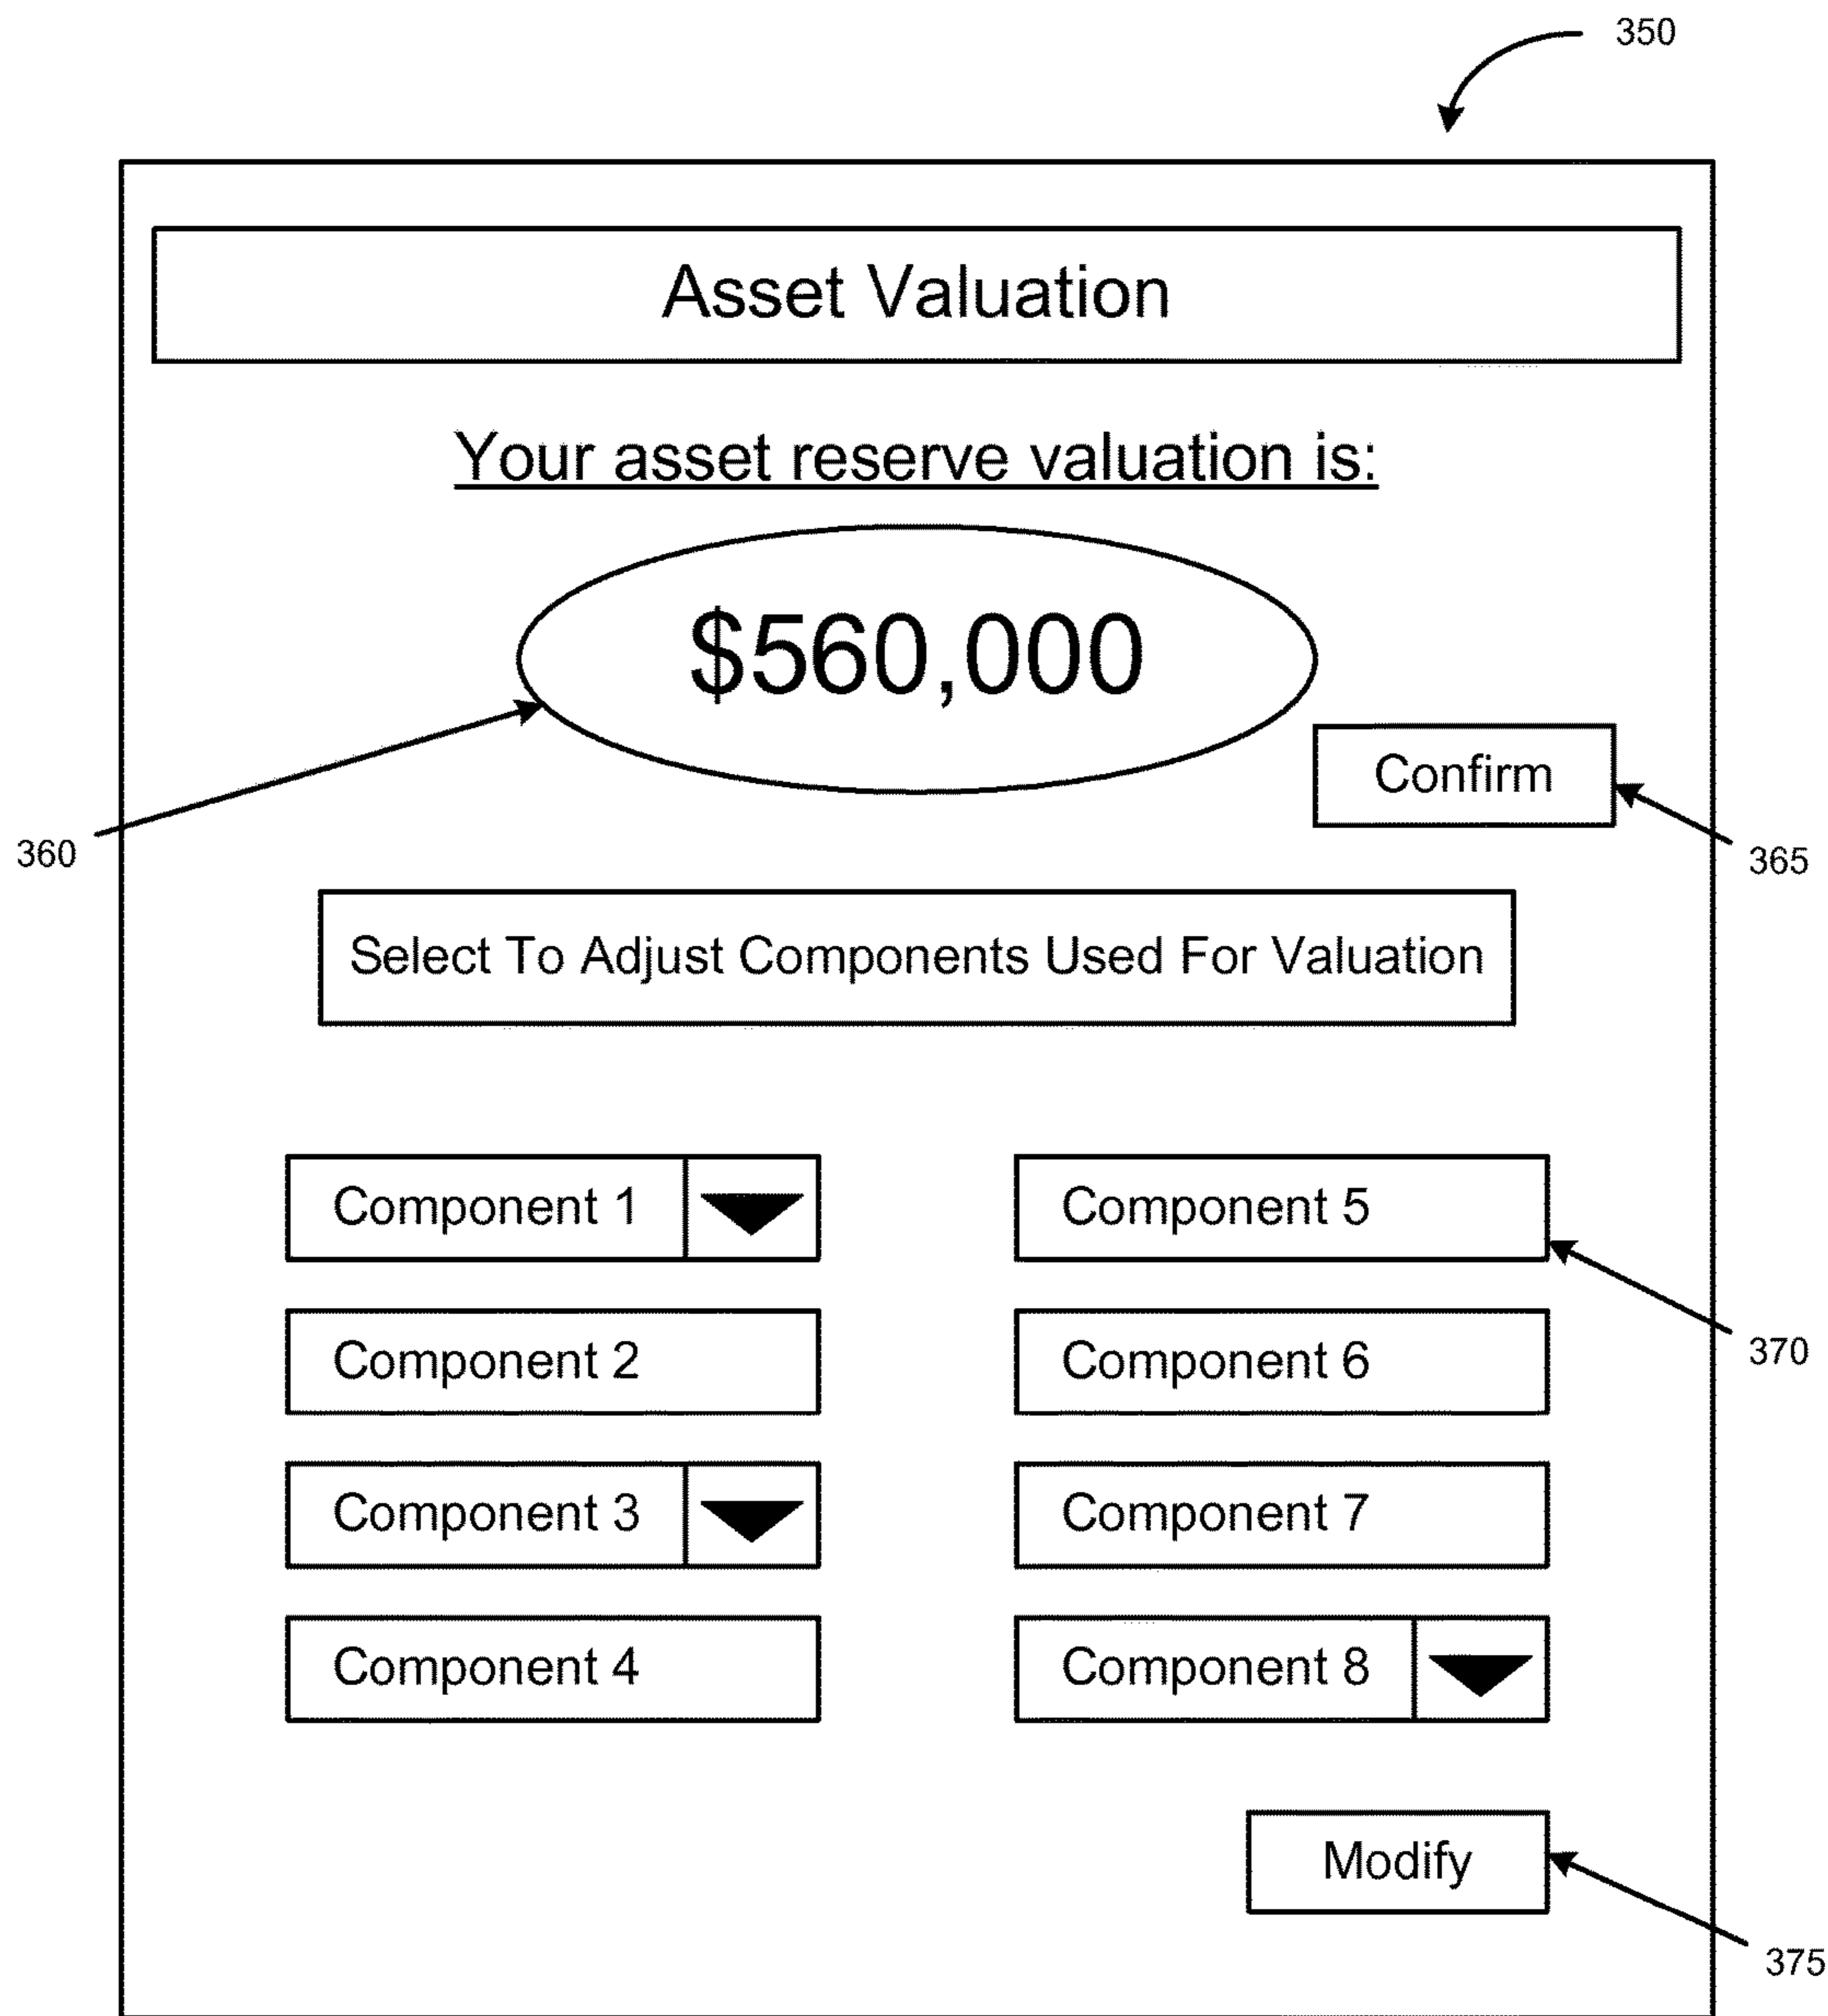 350
Asset Valuation
Your asset reserve valuation is:
$560,000
Confirm
360
365
Select To Adjust Components Used For Valuation
Component 1
Component 5
Component 2
Component 6
370
Component 3
Component 7
Component 4
Component 8
Modify
375